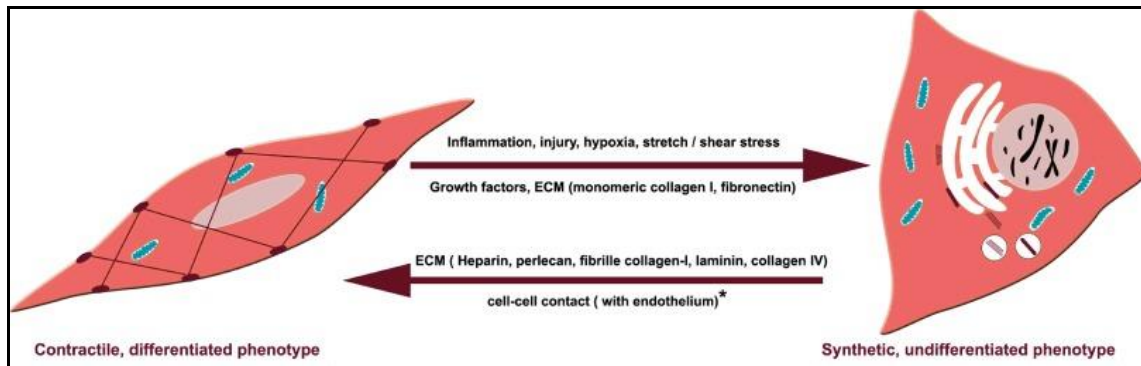 Inflammation, injury, hypoxia, stretch / shear stress
Growth factors, ECM (monomeric collagen I, fibronectin)
ECM ( Heparin, perlecan, fibrille collagen-I, laminin, collagen IV)
cell-cell contact ( with endothelium)*
Contractile, differentiated phenotype
Synthetic, undifferentiated phenotype